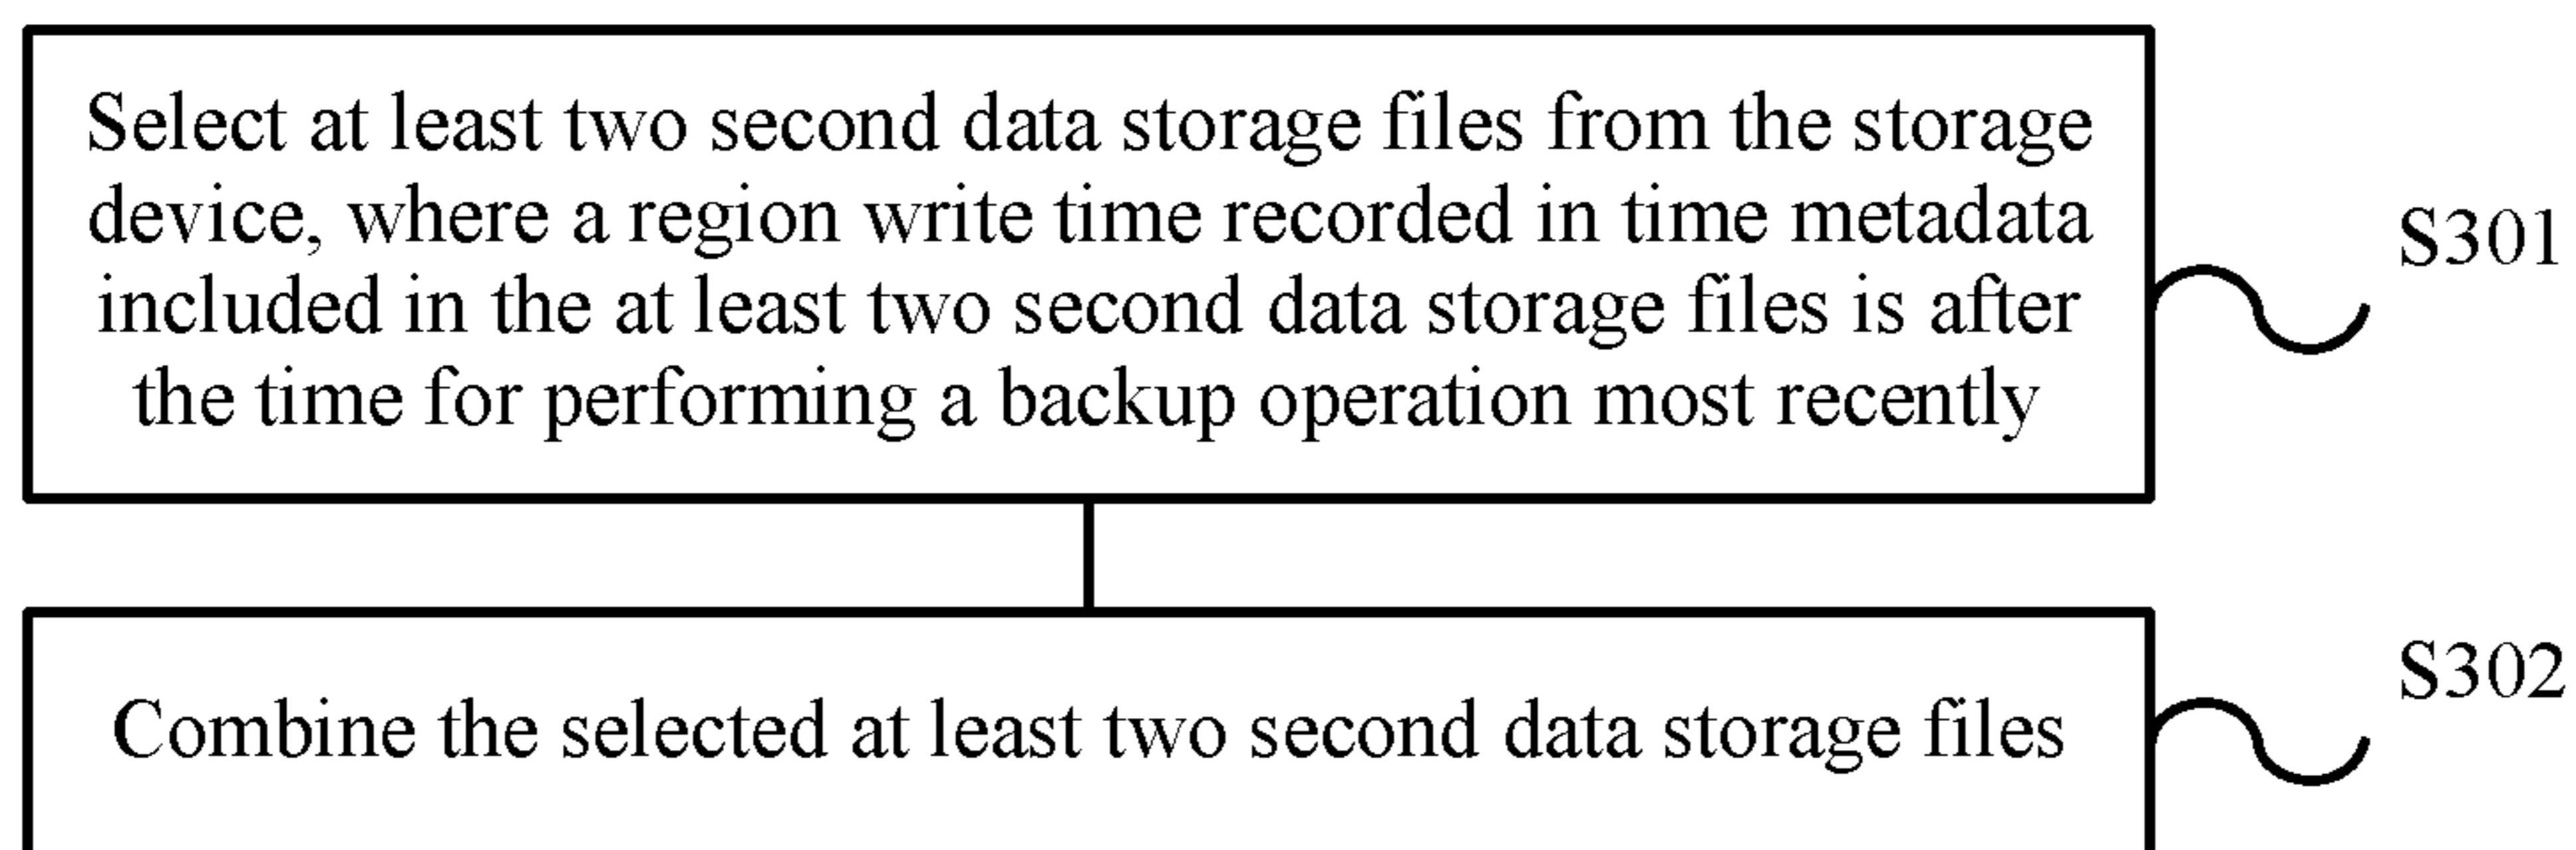 Select at least two second data storage files from the storage
device, where a region write time recorded in time metadata
included in the at least two second data storage files is after
the time for performing a backup operation most recently
S301
Combine the selected at least two second data storage files
S302